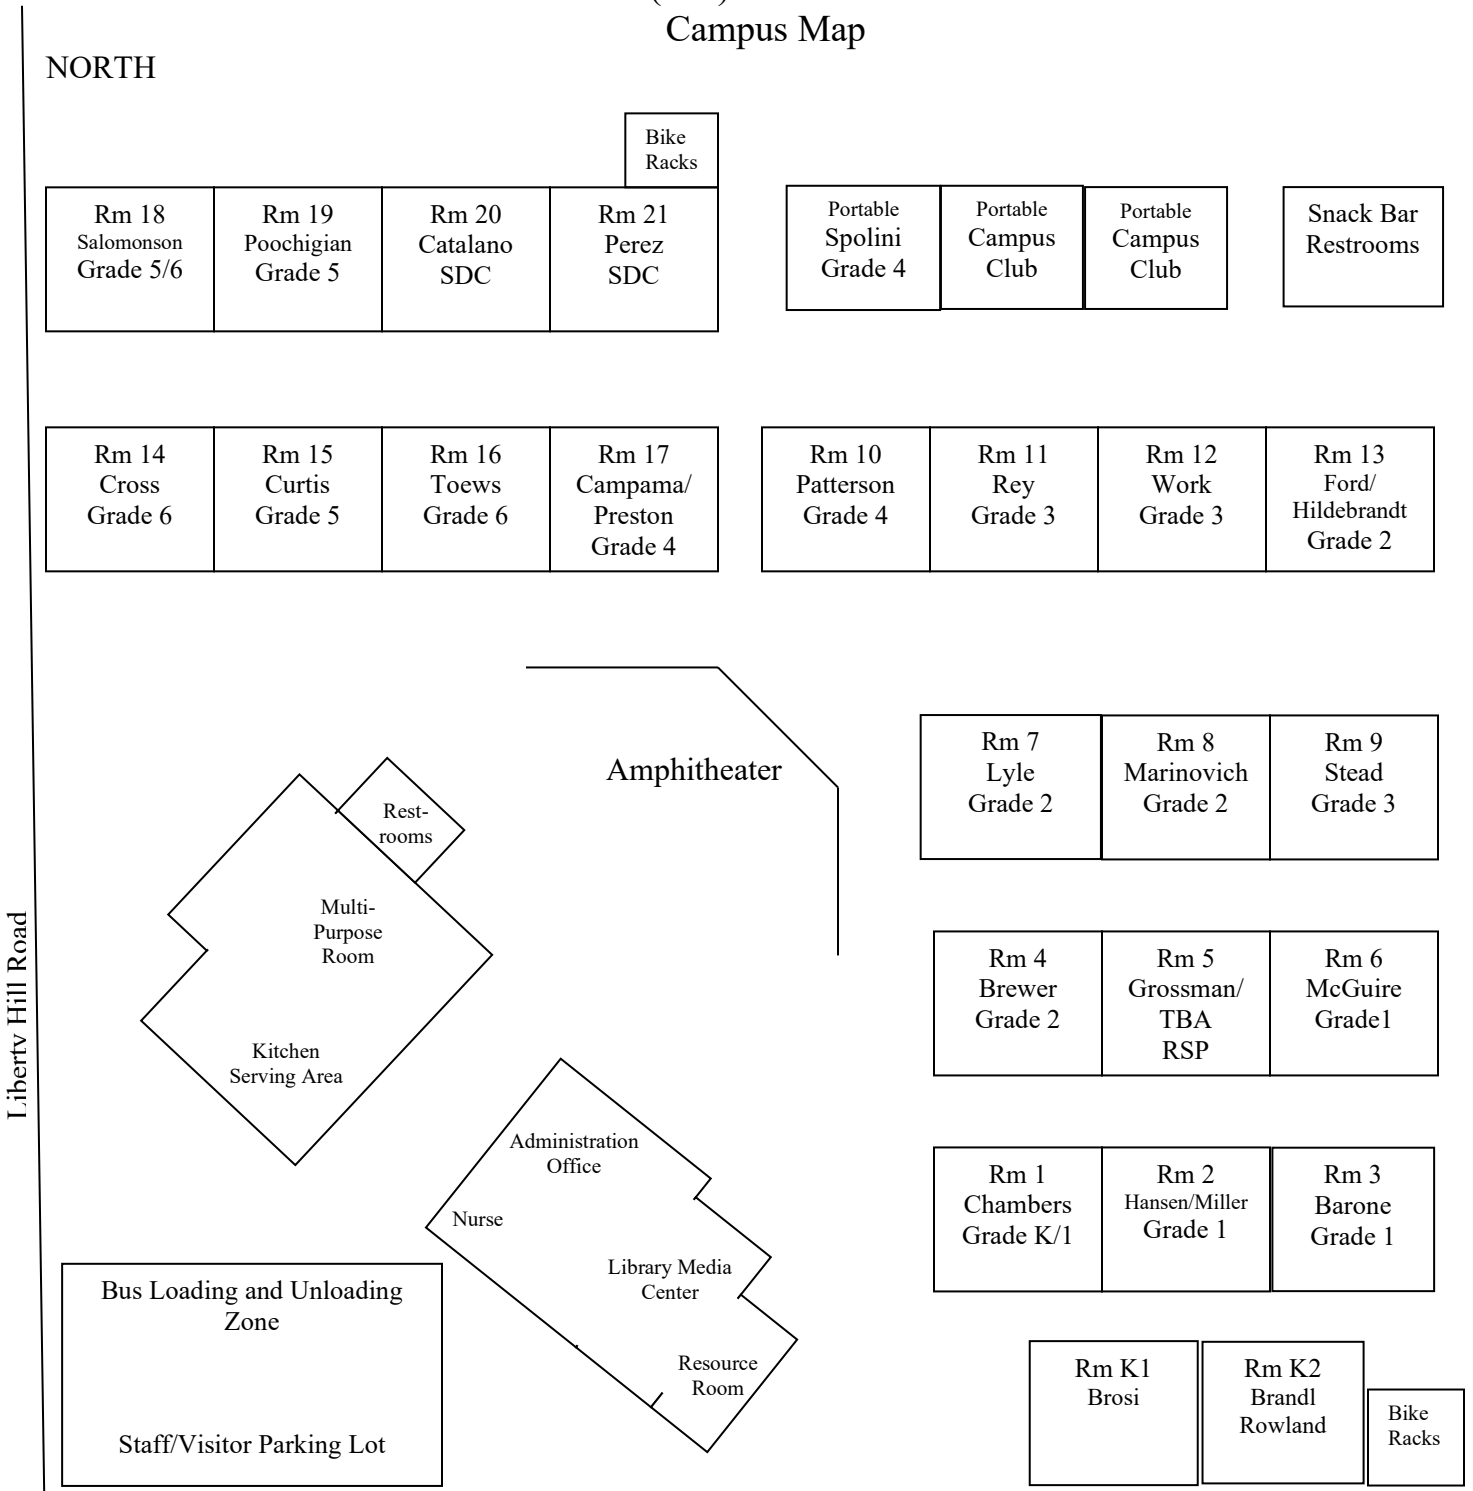 Campus Map
NORTH
Bike
Racks
Rm 18
Salomonson
Grade 5/6
Rm 19
Poochigian
Grade 5
Rm 20
Catalano
SDC
Rm 21
Perez
SDC
Portable
Spolini
Grade 4
Portable
Campus
Club
Portable
Campus
Club
Snack Bar
Restrooms
Rm 14
Cross
Grade 6
Rm 15
Curtis
Grade 5
Rm 16
Toews
Grade 6
Rm 17
Campama/
Preston
Grade 4
Rm 10
Patterson
Grade 4
Rm 11
Rey
Grade 3
Rm 12
Work
Grade 3
Rm 13
Ford/
Hildebrandt
Grade 2
Amphitheater
Rm 7
Lyle
Grade 2
Rm 8
Marinovich
Grade 2
Rm 9
Stead
Grade 3
Rest-
rooms
Multi-
Purpose
Room
Kitchen
Serving Area
Liberty Hill Road
Rm 4
Brewer
Grade 2
Rm 5
Grossman/
TBA
RSP
Rm 6
McGuire
Grade1
Administration
Office
Nurse
Library Media
Center
Resource
Room
Rm 1
Chambers
Grade K/1
Rm 2
Hansen/Miller
Grade 1
Rm 3
Barone
Grade 1
Bus Loading and Unloading
Zone
Staff/Visitor Parking Lot
Rm K1
Brosi
Rm K2
Brandl
Rowland
Bike
Racks